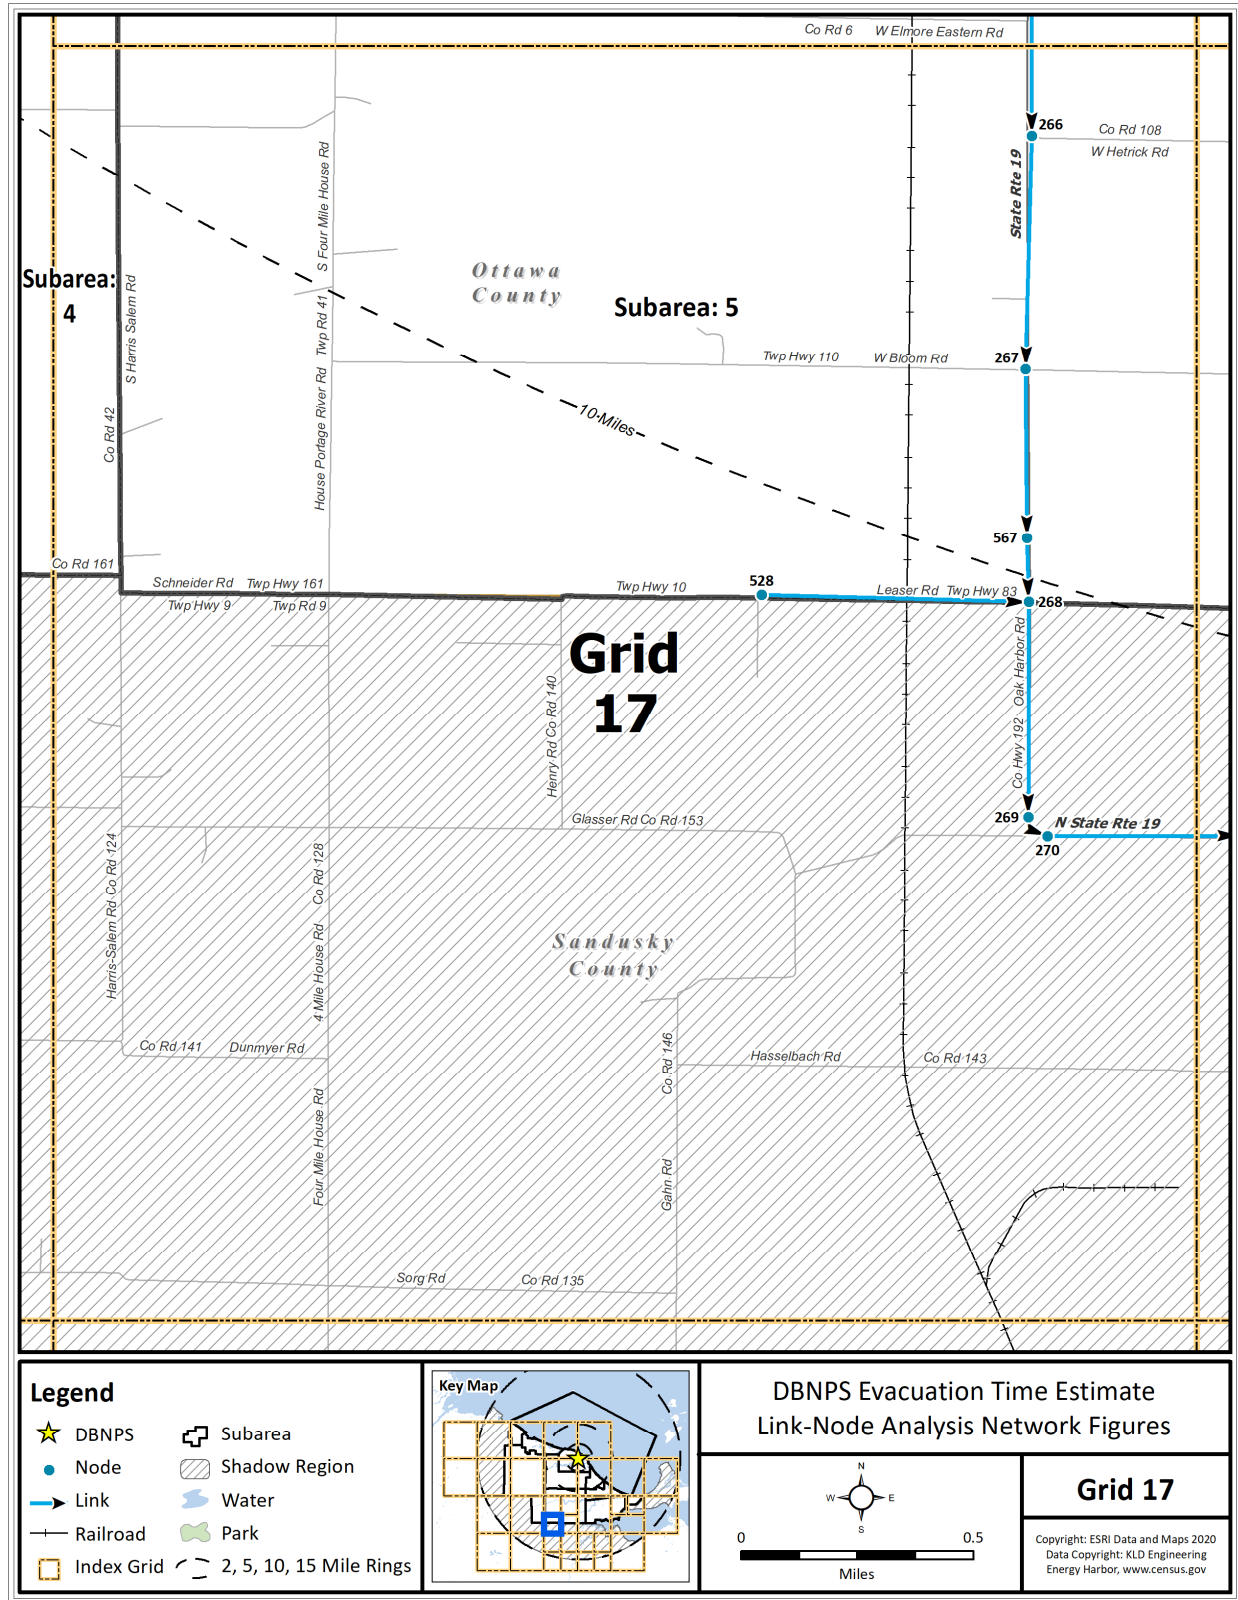 Co Rd 6 W Elmore Eastern Rd
266
Co Rd 108
W Hetrick Rd
State Rte 19
S Four Mile House Rd
Subarea:
4
S Harris Salem Rd
Ottawa
County
Subarea: 5
Twp Rd 41
Twp Hwy 110 W Bloom Rd
267
House Portage River Rd
Co Rd 42
10-Miles
567
Co Rd 161
Schneider Rd Twp Hwy 161
Twp Hwy 10
528
Leaser Rd Twp Hwy 83
268
Twp Hwy 9 Twp Rd 9
Grid
17
Oak Harbor Rd
Henry Rd Co Rd 140
Co Hwy 192
Glasser Rd Co Rd 153
269
N State Rte 19
270
Co Rd 124
Harris-Salem Rd
Co Rd 128
4 Mile House Rd
Sandusky
County
Co Rd 141 Dunmyer Rd
Co Rd 146
Hasselbach Rd Co Rd 143
Four Mile House Rd
Gahn Rd
Sorg Rd Co Rd 135
Legend
DBNPS
Node
Link
Railroad
Index Grid
Subarea
Shadow Region
Water
Park
2, 5, 10, 15 Mile Rings
Key Map
DBNPS Evacuation Time Estimate
Link-Node Analysis Network Figures
N
W E
S
0 0.5
Miles
Grid 17
Copyright: ESRI Data and Maps 2020
Data Copyright: KLD Engineering
Energy Harbor, www.census.gov